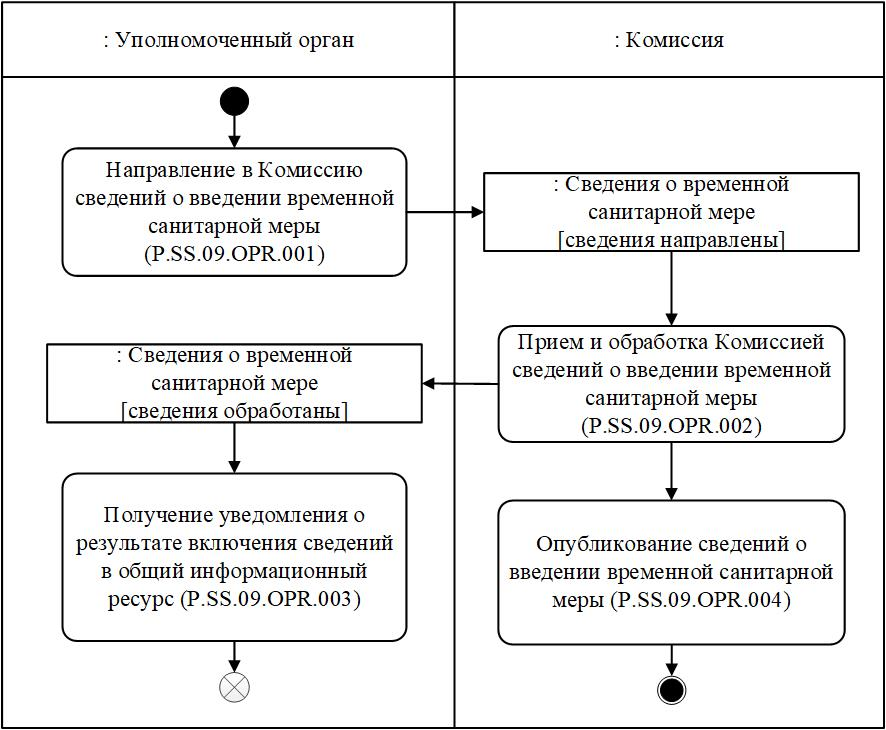 : Уполномоченный орган
: Комиссия
Направление в Комиссию
сведений о введении временной
санитарной меры
(P.SS.09.OPR.001)
: Сведения о временной
санитарной мере
[сведения направлены]
Прием и обработка Комиссией
сведений о введении временной
санитарной меры
(P.SS.09.OPR.002)
: Сведения о временной
санитарной мере
[сведения обработаны]
Получение уведомления о
результате включения сведений
в общий информационный
ресурс (P.SS.09.OPR.003)
Опубликование сведений о
введении временной санитарной
меры (P.SS.09.OPR.004)